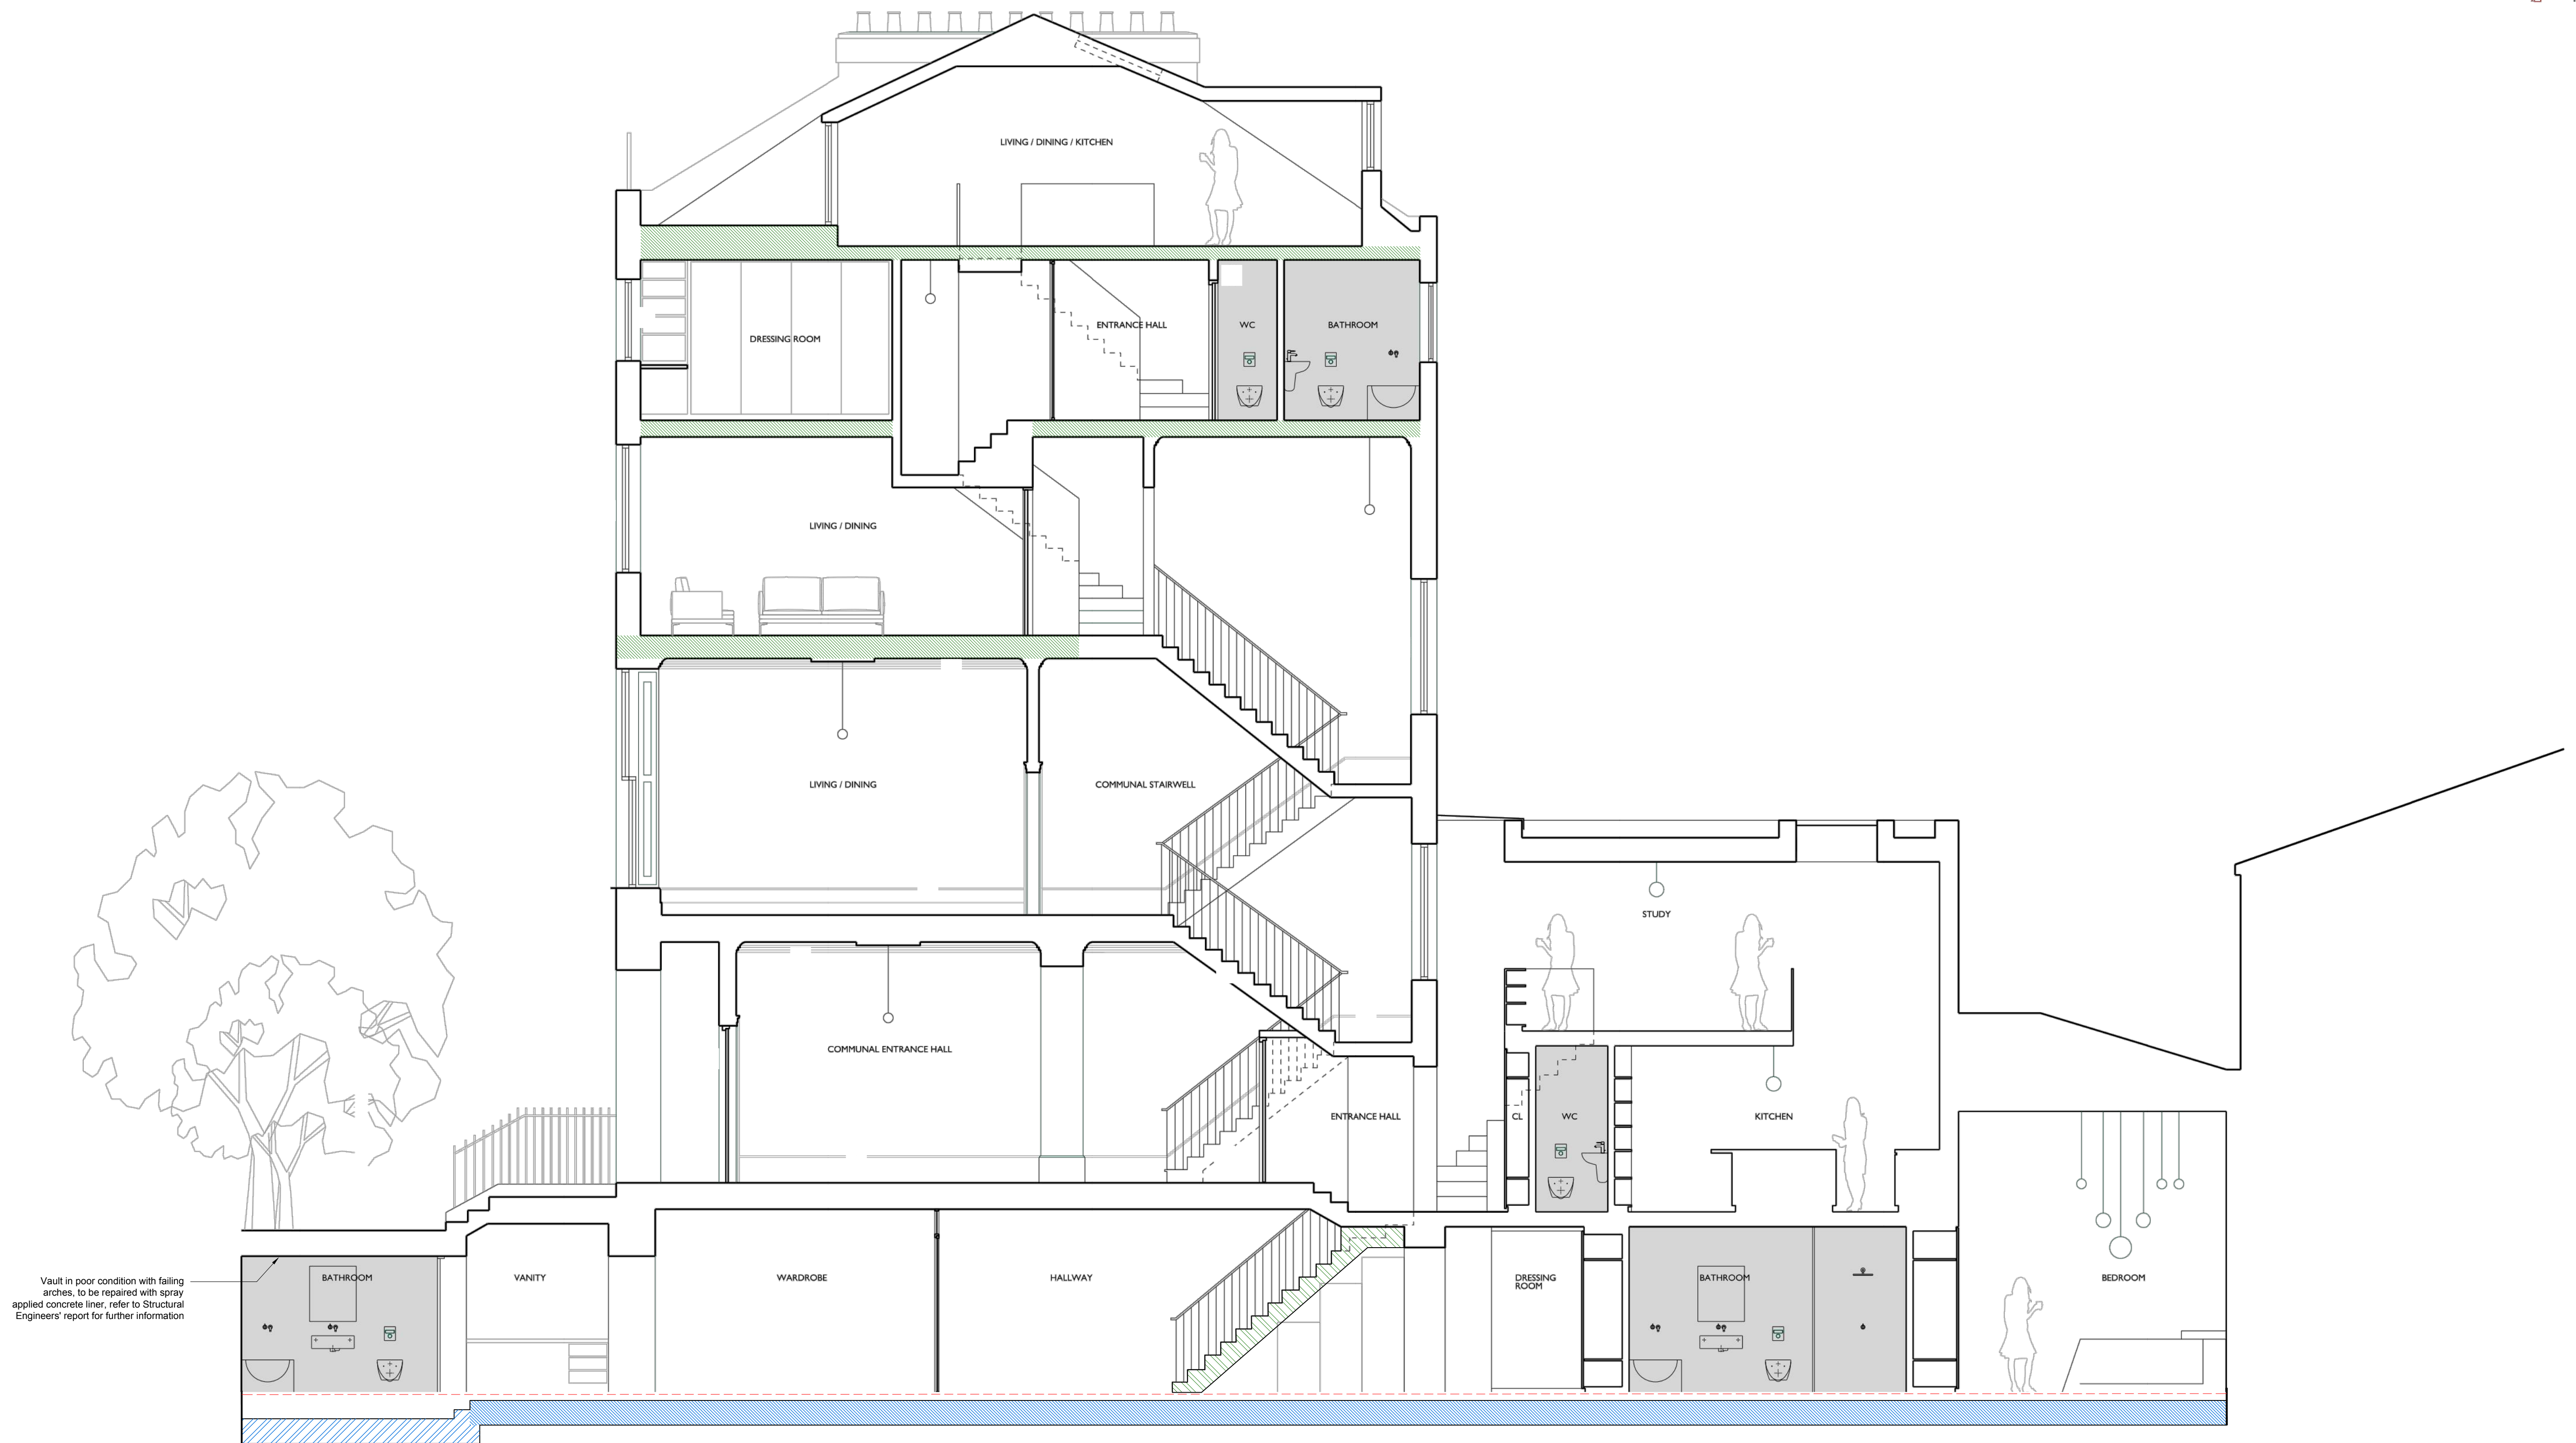 LIVING / DINING / KITCHEN
DRESSING ROOM
ENTRANCE HALL
WC
BATHROOM
LIVING / DINING
LIVING / DINING
COMMUNAL STAIRWELL
STUDY
COMMUNAL ENTRANCE HALL
ENTRANCE HALL
CL
WC
KITCHEN
Vault in poor condition with failing
arches, to be repaired with spray
applied concrete liner, refer to Structural
Engineers' report for further information
BATHROOM
VANITY
WARDROBE
HALLWAY
DRESSING
ROOM
BATHROOM
BEDROOM